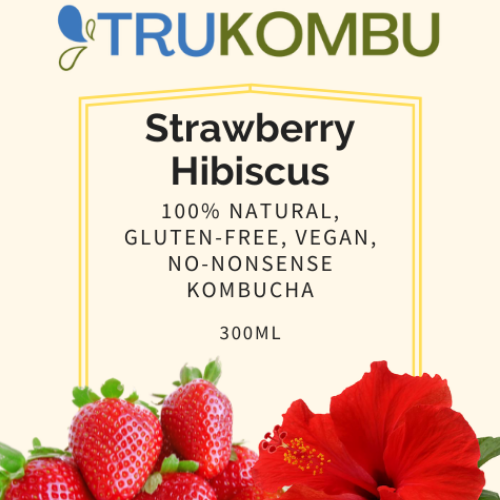 TRUKOMBU
Strawberry
Hibiscus
100% NATURAL,
GLUTEN-FREE, VEGAN,
NO-NONSENSE
KOMBUCHA
300ML